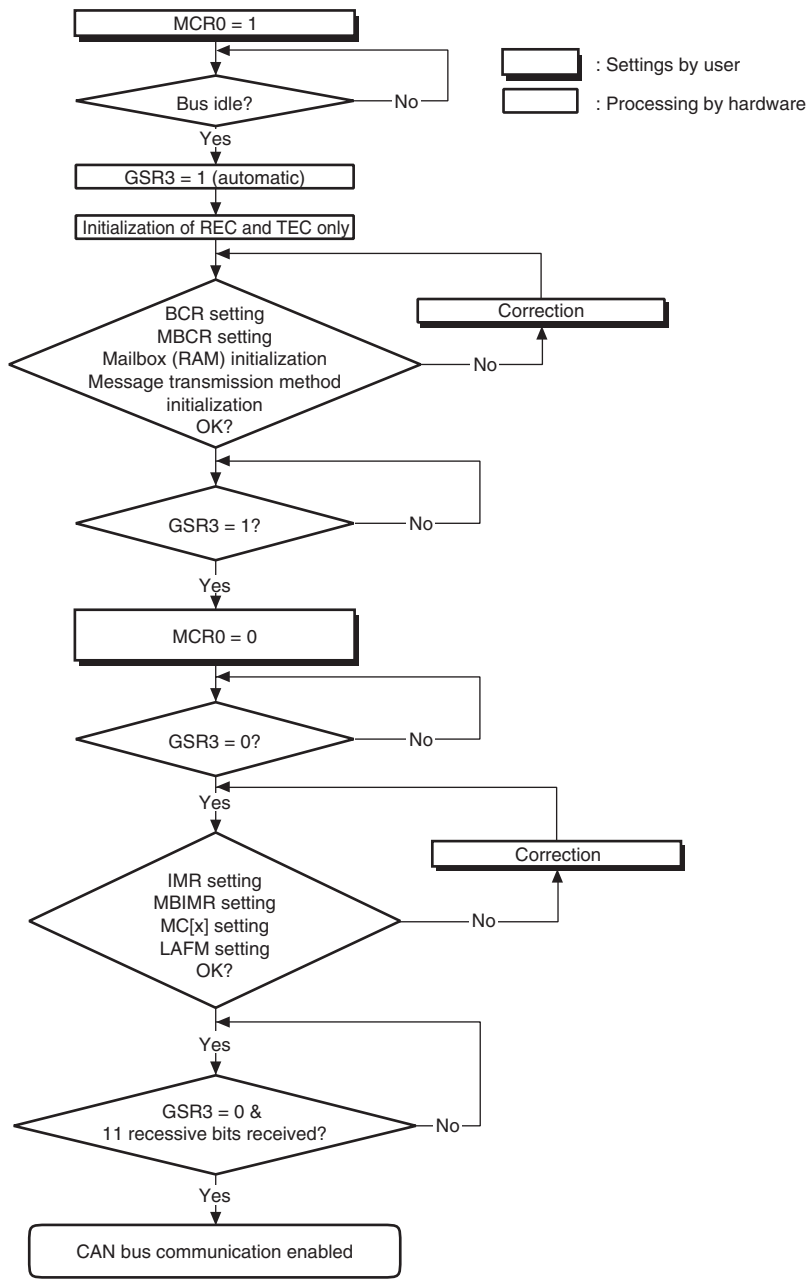 MCR0 = 1
: Settings by user
: Processing by hardware
Bus idle?
No
Yes
GSR3 = 1 (automatic)
Initialization of REC and TEC only
BCR setting
MBCR setting
Mailbox (RAM) initialization
Message transmission method
initialization
OK?
No
Correction
GSR3 = 1?
No
Yes
MCR0 = 0
GSR3 = 0?
No
Yes
IMR setting
MBIMR setting
MC[x] setting
LAFM setting
OK?
No
Correction
Yes
GSR3 = 0 &
11 recessive bits received?
No
Yes
CAN bus communication enabled